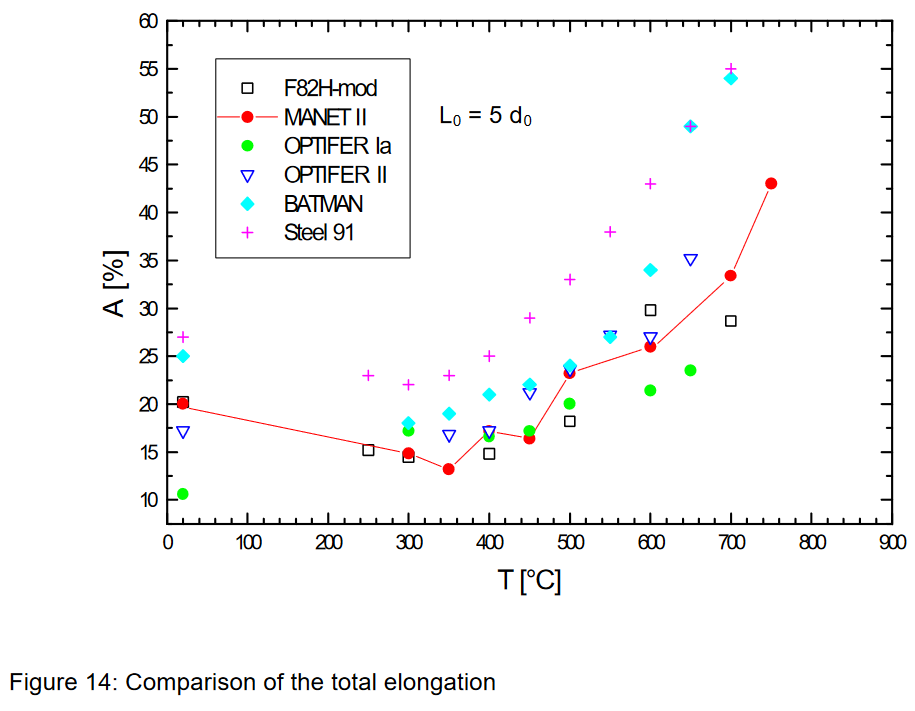 60
55
50
45
40
35
30
25
20
15
10
A [%]
F82H-mod
MANET II
OPTIFER Ia
OPTIFER II
BATMAN
Steel 91
L₀ = 5 d₀
0 100 200 300 400 500 600 700 800 900
T [°C]
Figure 14: Comparison of the total elongation